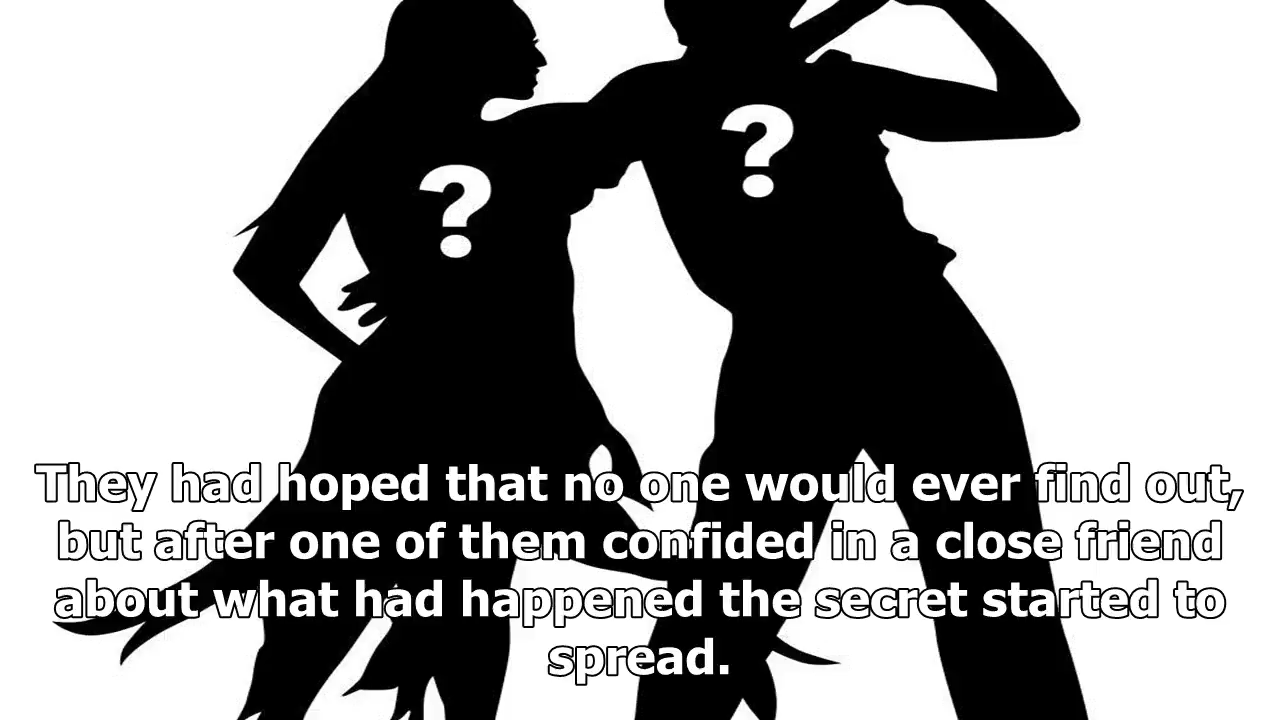 ?
?
They had hoped that no one would ever find out,
but after one of them confided in a close friend
about what had happened the secret started to
spread.